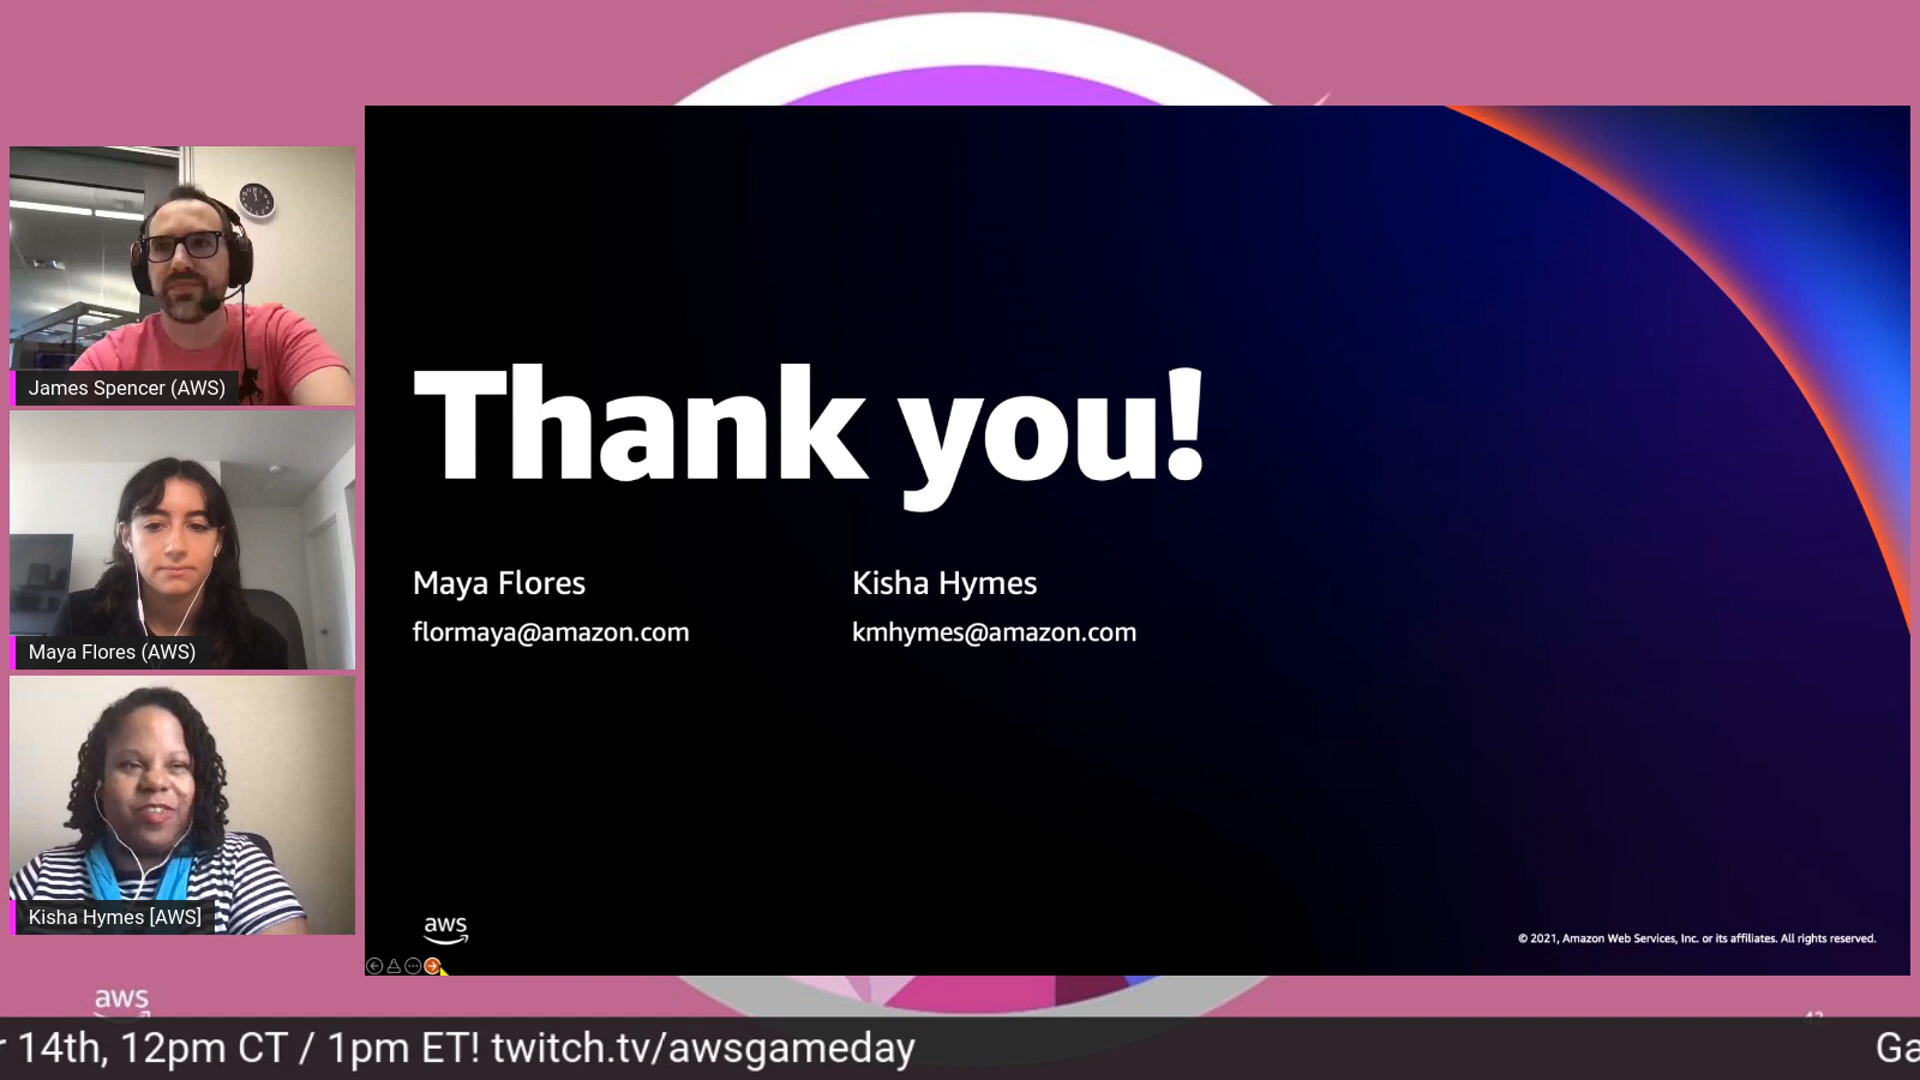 James Spencer (AWS)
Maya Flores (AWS)
Kisha Hymes [AWS]
Thank you!
Maya Flores
flormaya@amazon.com
Kisha Hymes
kmhymes@amazon.com
aws
© 2021, Amazon Web Services, Inc. or its affiliates. All rights reserved.
aws
r 14th, 12pm CT / 1pm ET! twitch.tv/awsgameday
Ga